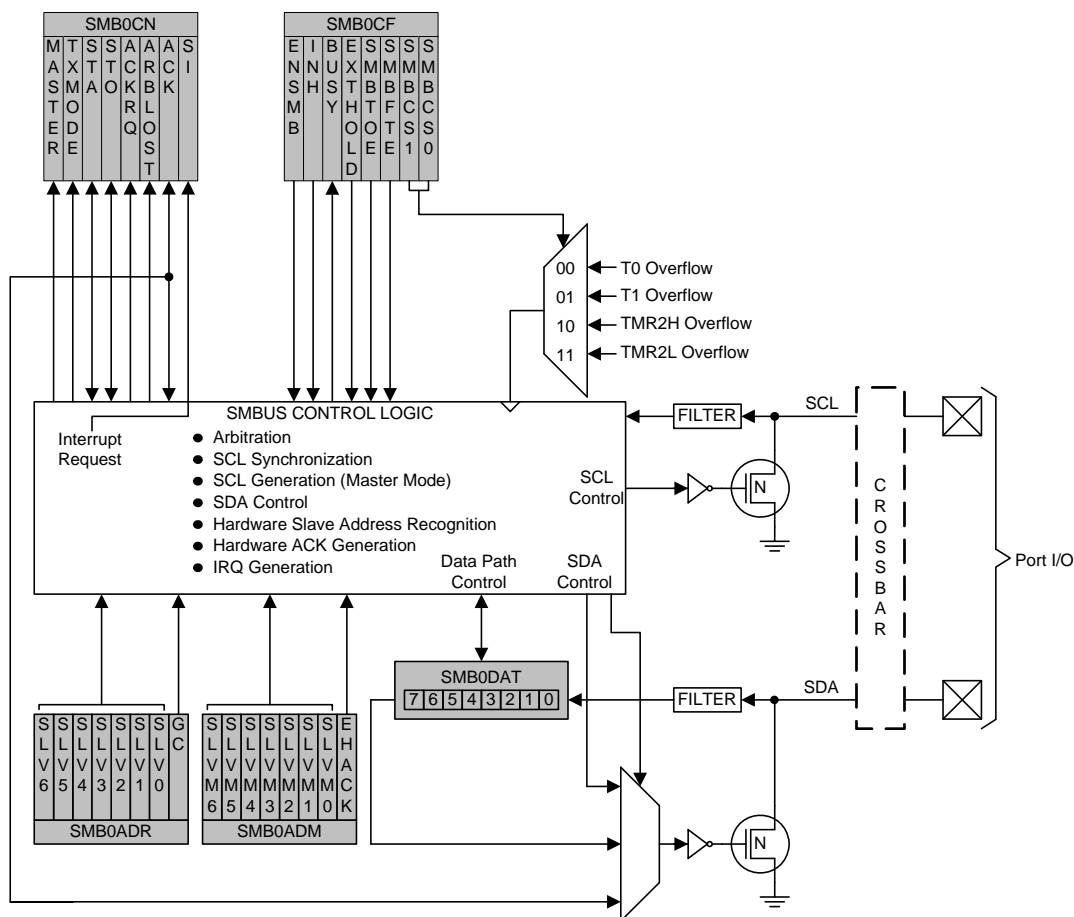 SMB0CN
MASTER
TXMODE
STA
STO
ACKRQ
ARBLOST
ACK
SI
SMB0CF
ENSMB
INH
BUSY
EXTHOLD
SMBTOE
SMBFTE
SMBCS1
SMBCS0
00
T0 Overflow
01
T1 Overflow
10
TMR2H Overflow
11
TMR2L Overflow
SMBUS CONTROL LOGIC
Interrupt
Request
● Arbitration
● SCL Synchronization
● SCL Generation (Master Mode)
● SDA Control
● Hardware Slave Address Recognition
● Hardware ACK Generation
● IRQ Generation
Data Path
Control
SDA
Control
SCL
Control
FILTER
SCL
N
CROSSBAR
Port I/O
SMB0DAT
7 6 5 4 3 2 1 0
FILTER
SDA
N
SLV6
SLV5
SLV4
SLV3
SLV2
SLV1
SLV0
GC
SMB0ADR
SLVM6
SLVM5
SLVM4
SLVM3
SLVM2
SLVM1
SLVM0
EHACK
SMB0ADM